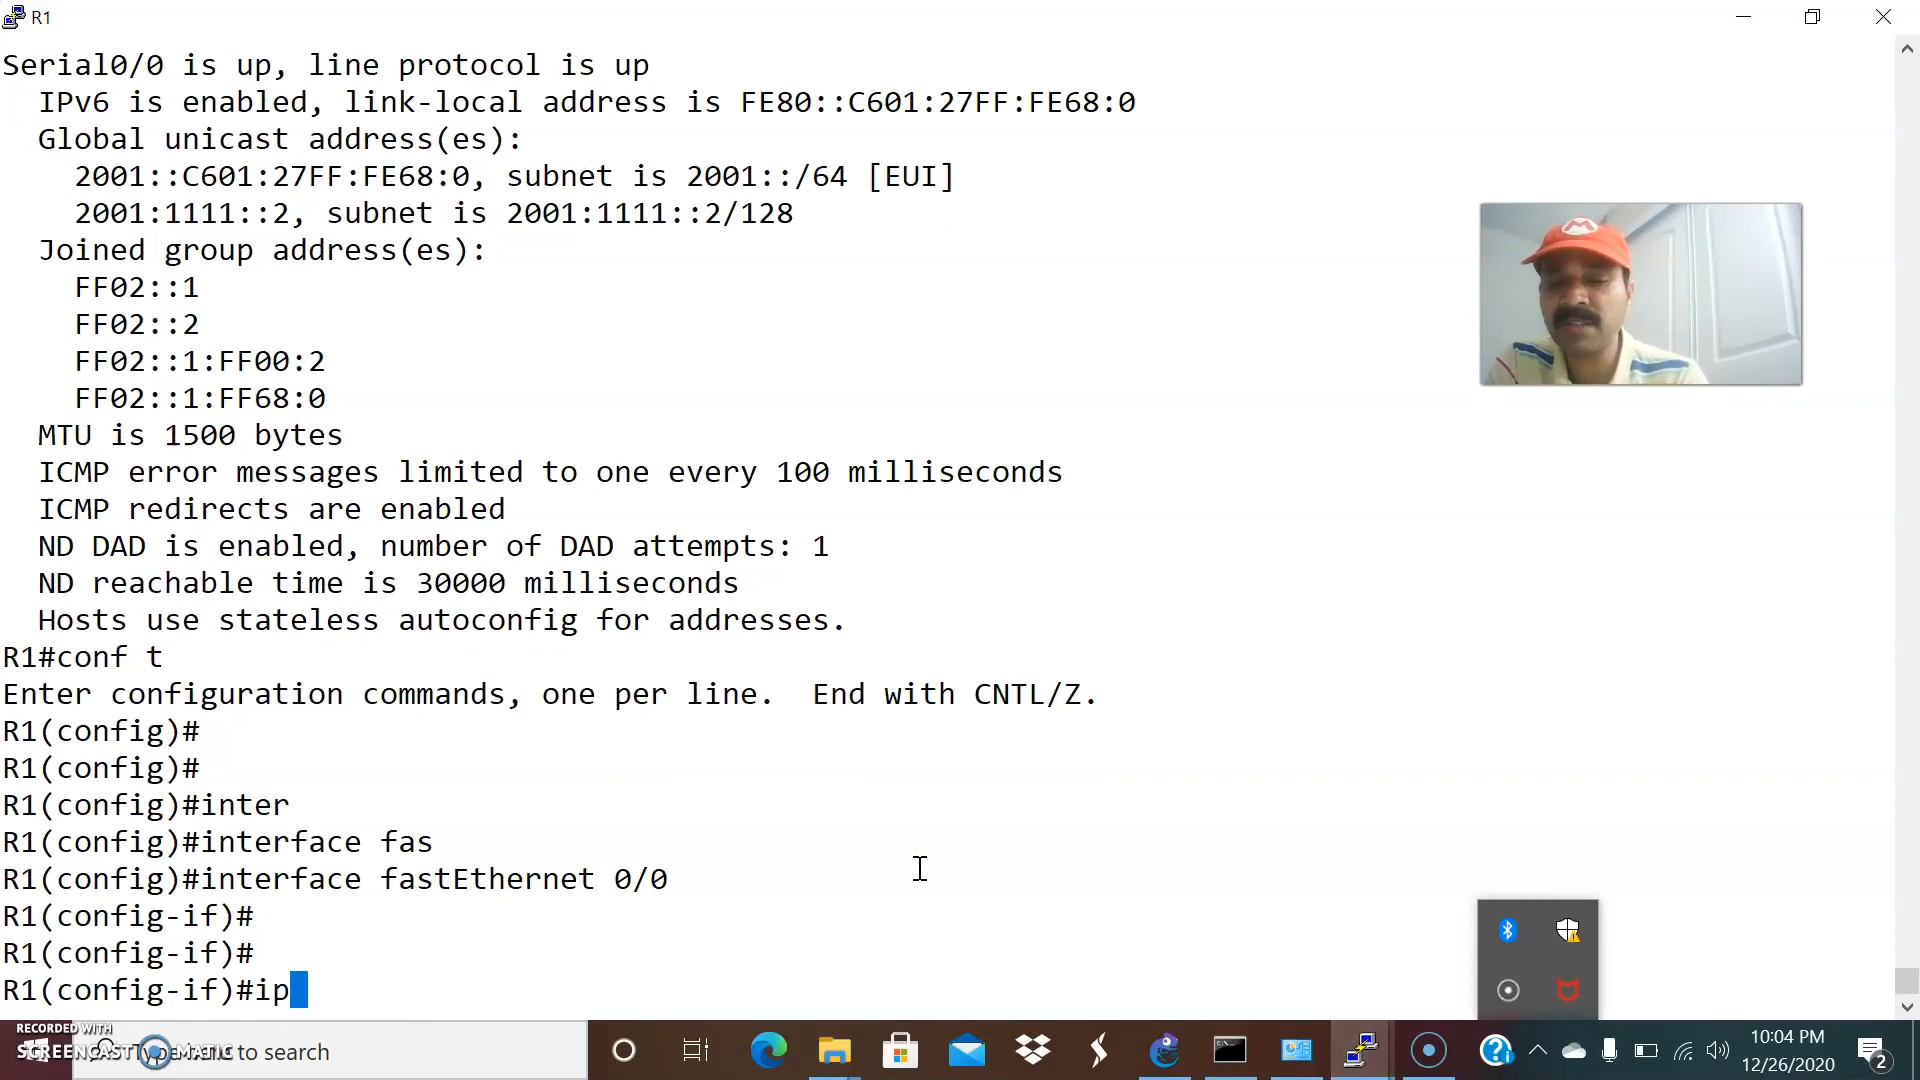 R1
Serial0/0 is up, line protocol is up
IPv6 is enabled, link-local address is FE80::C601:27FF:FE68:0
Global unicast address(es):
2001::C601:27FF:FE68:0, subnet is 2001::/64 [EUI]
2001:1111::2, subnet is 2001:1111::2/128
Joined group address(es):
FF02::1
FF02::2
FF02::1:FF00:2
FF02::1:FF68:0
MTU is 1500 bytes
ICMP error messages limited to one every 100 milliseconds
ICMP redirects are enabled
ND DAD is enabled, number of DAD attempts: 1
ND reachable time is 30000 milliseconds
Hosts use stateless autoconfig for addresses.
R1#conf t
Enter configuration commands, one per line.  End with CNTL/Z.
R1(config)#
R1(config)#
R1(config)#inter
R1(config)#interface fas
R1(config)#interface fastEthernet 0/0
R1(config-if)#
R1(config-if)#
R1(config-if)#ip
RECORDED WITH
SCREENCAST MATIC
to search
10:04 PM
12/26/2020
2